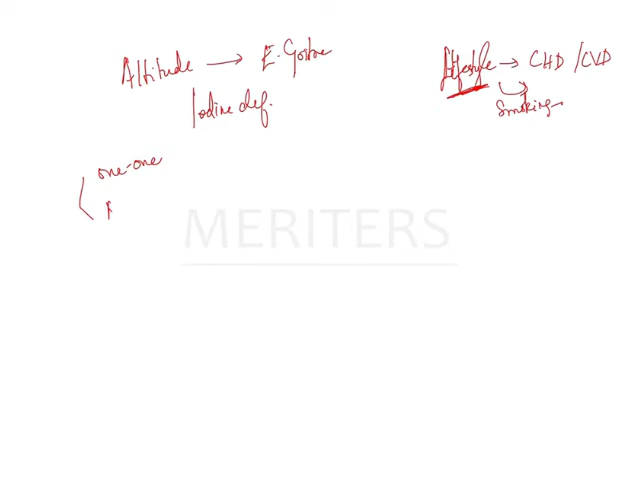 Altitude → E. Goitre
Iodine def.
Lifestyle → CHD / CVD
Smoking
one-one
MERITERS